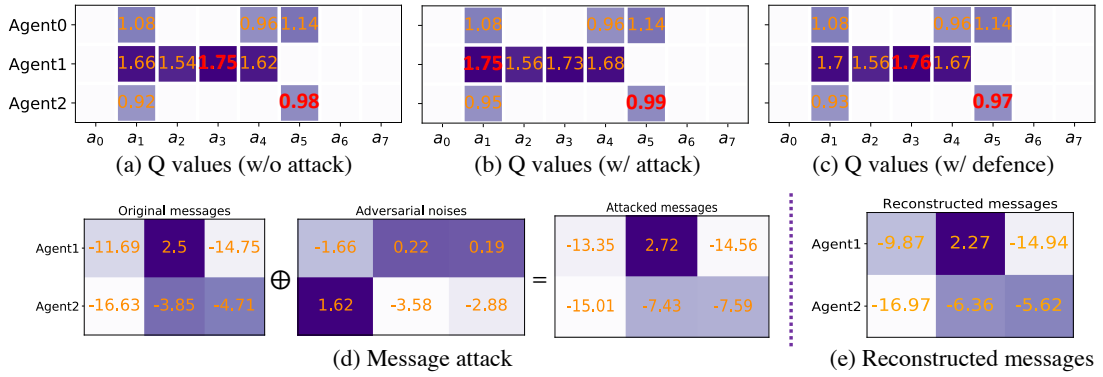 Agent0 1.08 0.96 1.14 1.08 0.96 1.14 1.08 0.96 1.14
Agent1 1.66 1.54 1.75 1.62 1.75 1.56 1.73 1.68 1.7 1.56 1.76 1.67
Agent2 0.92 0.98 0.95 0.99 0.93 0.97
a0 a1 a2 a3 a4 a5 a6 a7 a0 a1 a2 a3 a4 a5 a6 a7 a0 a1 a2 a3 a4 a5 a6 a7
(a) Q values (w/o attack) (b) Q values (w/ attack) (c) Q values (w/ defence)
Original messages Adversarial noises Attacked messages Reconstructed messages
Agent1 -11.69 2.5 -14.75 -1.66 0.22 0.19 -13.35 2.72 -14.56 Agent1 -9.87 2.27 -14.94
⊕ =
Agent2 -16.63 -3.85 -4.71 1.62 -3.58 -2.88 -15.01 -7.43 -7.59 Agent2 -16.97 -6.36 -5.62
(d) Message attack (e) Reconstructed messages